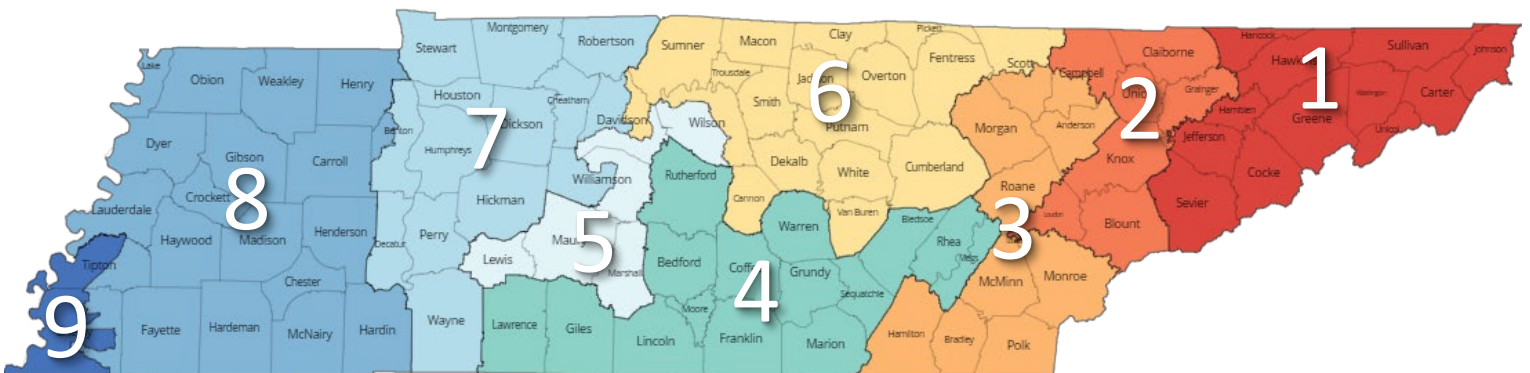 Montgomery
Stewart
Robertson
Sumner
Macon
Clay
Pickett
Fentress
Scott
Claiborne
Campbell
Union
Grainger
Hancock
Hawk
Sullivan
Johnson
Washington
Carter
Greene
Hamblen
Unicoi
1
2
Lake
Obion
Weakley
Henry
Houston
Cheatham
Davidson
Dickson
7
Trousdale
Jackson
Overton
6
Smith
Putnam
Wilson
Benton
Humphreys
Dyer
Gibson
Carroll
Crockett
8
Lauderdale
Haywood
Madison
Henderson
Decatur
Perry
Hickman
Williamson
Rutherford
Dekalb
White
Cumberland
Cannon
Van Buren
Morgan
Anderson
Roane
Knox
Loudon
Blount
Jefferson
Cocke
Sevier
Lewis
Maury
5
Marshall
Bedford
Coffee
Warren
Grundy
Bledsoe
Rhea
Meigs
Sequatchie
3
McMinn
Monroe
Tipton
9
Fayette
Hardeman
Chester
McNairy
Hardin
Wayne
Lawrence
Giles
Lincoln
Moore
4
Franklin
Marion
Hamilton
Bradley
Polk